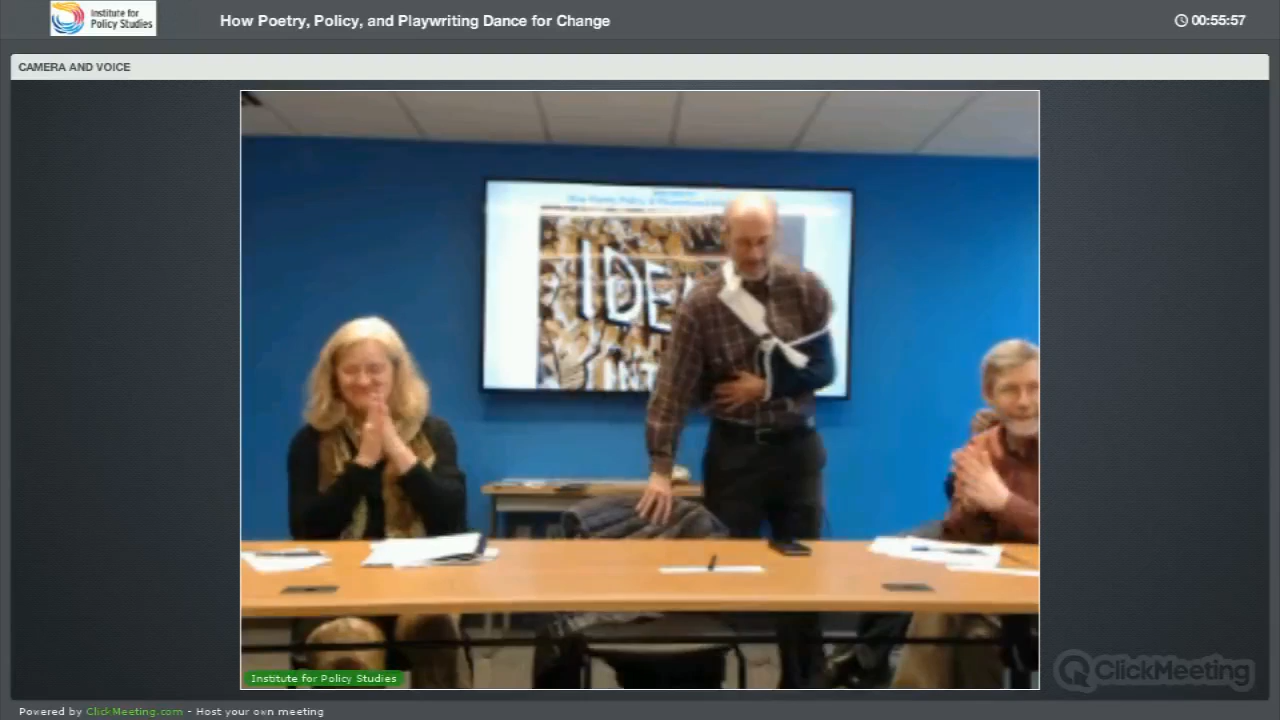 Institute for
Policy Studies
How Poetry, Policy, and Playwriting Dance for Change
00:55:57
CAMERA AND VOICE
IDE
Institute for Policy Studies
ClickMeeting
Powered by ClickMeeting.com - Host your own meeting